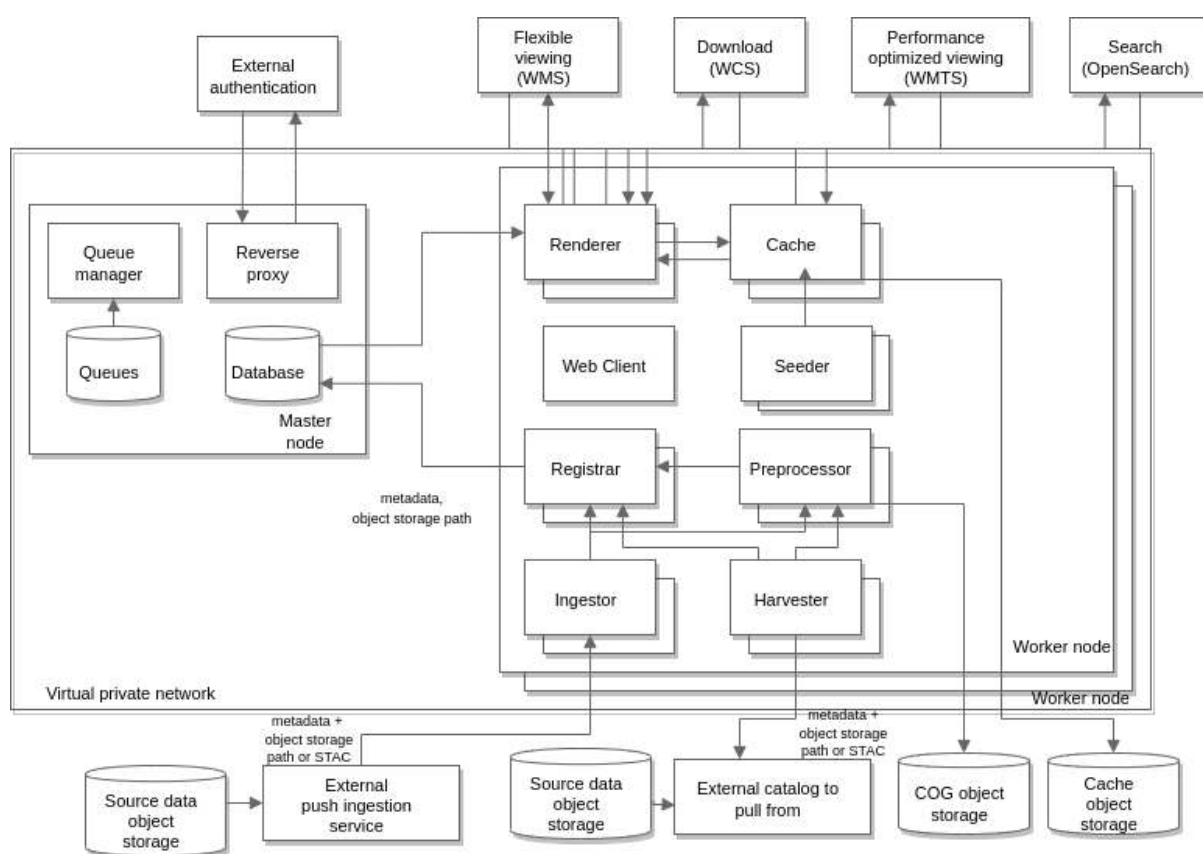 External
authentication
Flexible
viewing
(WMS)
Download
(WCS)
Performance
optimized viewing
(WMTS)
Search
(OpenSearch)
Queue
manager
Reverse
proxy
Renderer
Cache
Queues
Database
Web Client
Seeder
Master
node
Registrar
Preprocessor
metadata,
object storage path
Ingestor
Harvester
Worker node
Worker node
Virtual private network
metadata +
object storage
path or STAC
metadata +
object storage
path or STAC
Source data
object
storage
External
push ingestion
service
Source data
object
storage
External catalog to
pull from
COG object
storage
Cache
object
storage